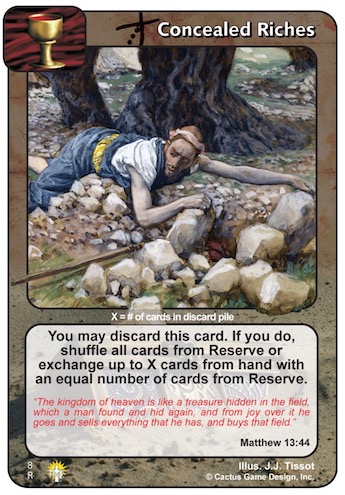 Concealed Riches
X = # of cards in discard pile
You may discard this card. If you do,
shuffle all cards from Reserve or
exchange up to X cards from hand with
an equal number of cards from Reserve.
"The kingdom of heaven is like a treasure hidden in the field,
which a man found and hid again, and from joy over it he
goes and sells everything that he has, and buys that field."
Matthew 13:44
8
R
Illus. J.J. Tissot
© Cactus Game Design, Inc.